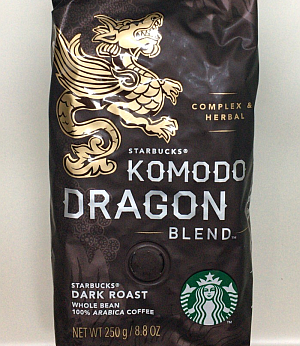 COMPLEX &
HERBAL
STARBUCKS®
KOMODO
DRAGON
BLEND™
STARBUCKS®
DARK ROAST
WHOLE BEAN
100% ARABICA COFFEE
NET WT 250 g / 8.8 OZ